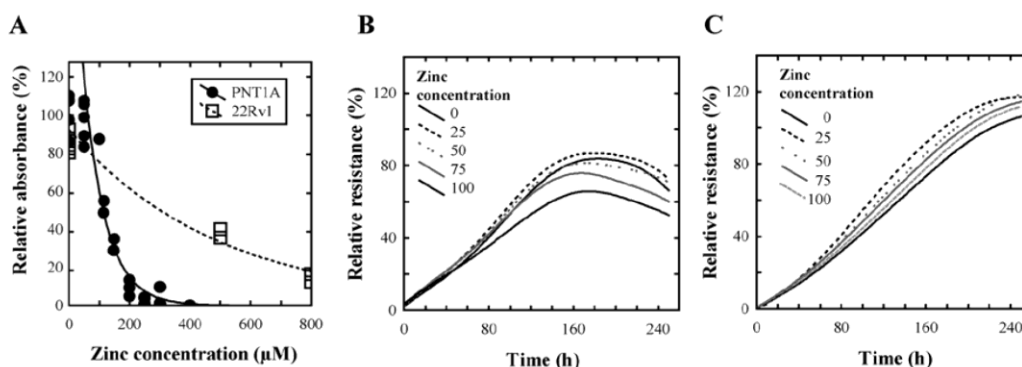 A
Relative absorbance (%)
120
100
80
60
40
20
0
0 200 400 600 800
Zinc concentration (µM)
PNT1A
22Rv1
B
Relative resistance (%)
120
80
40
0
0 80 160 240
Time (h)
Zinc
concentration
0
25
50
75
100
C
Relative resistance (%)
120
80
40
0
0 80 160 240
Time (h)
Zinc
concentration
0
25
50
75
100